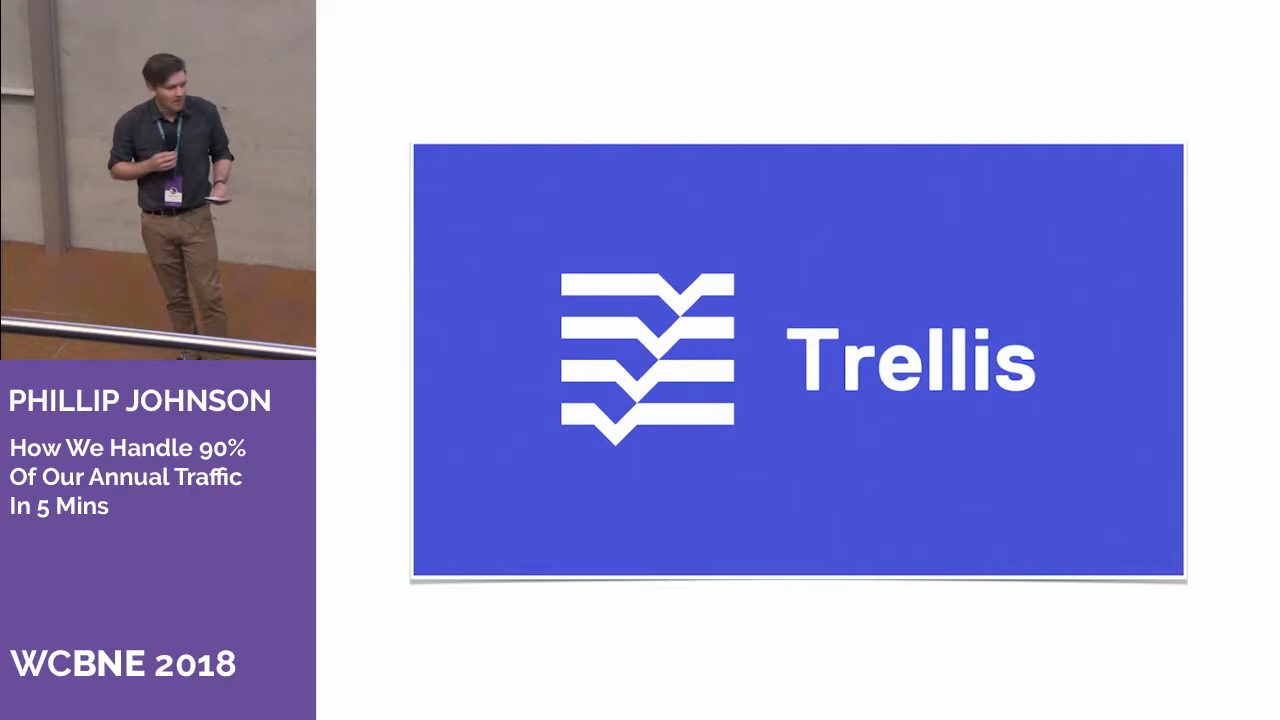 PHILLIP JOHNSON
How We Handle 90%
Of Our Annual Traffic
In 5 Mins
WCBNE 2018
Trellis